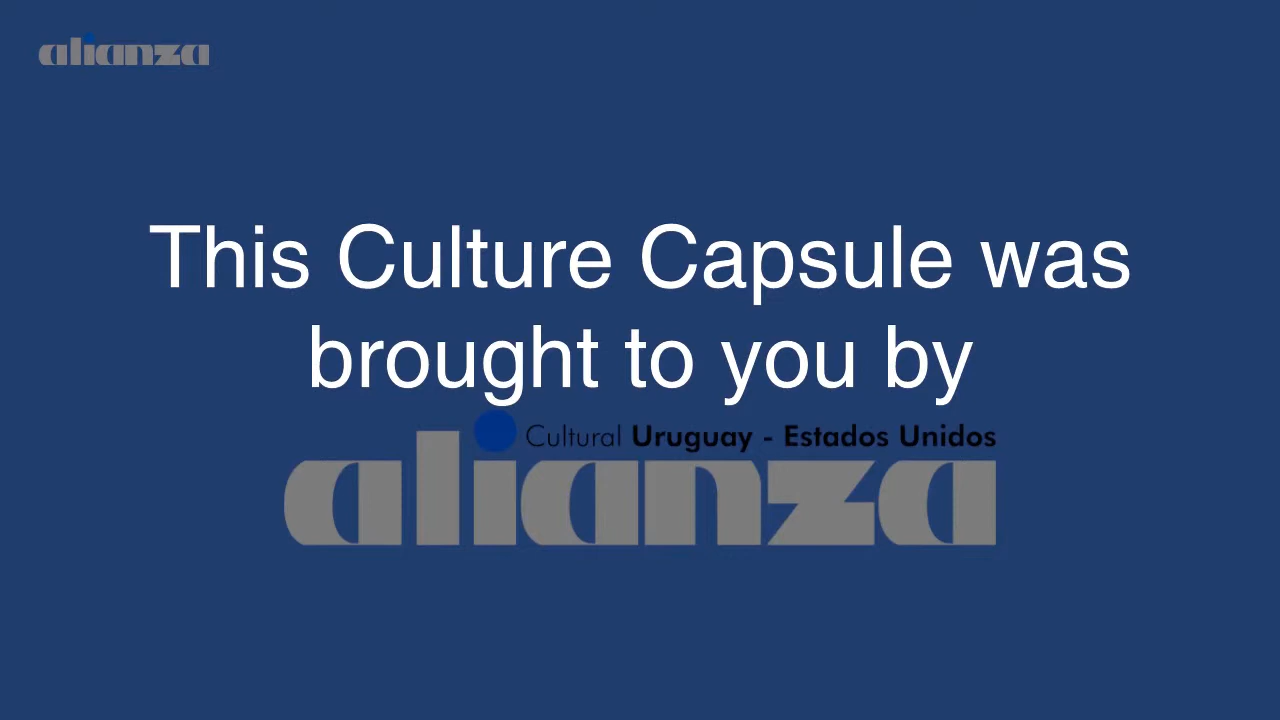 alianza
This Culture Capsule was
brought to you by
Cultural Uruguay - Estados Unidos
alianza